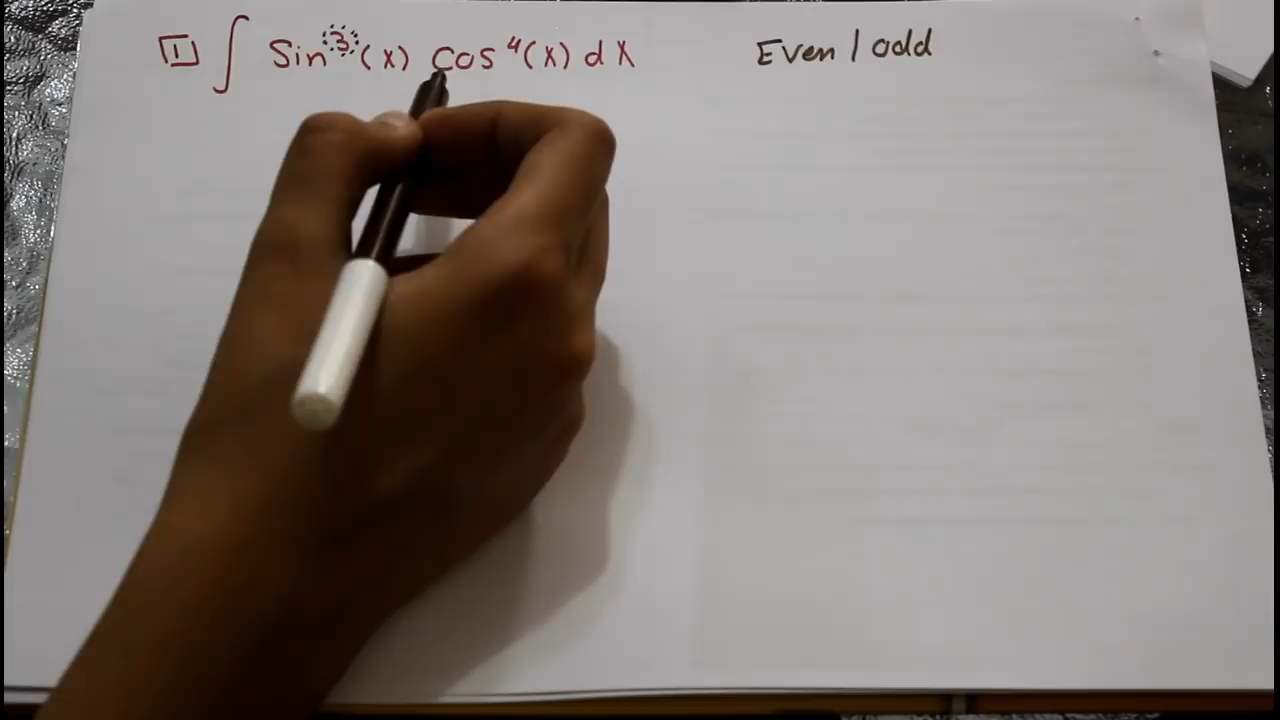 1 ∫ Sin³(x) Cos⁴(x) dx Even / odd